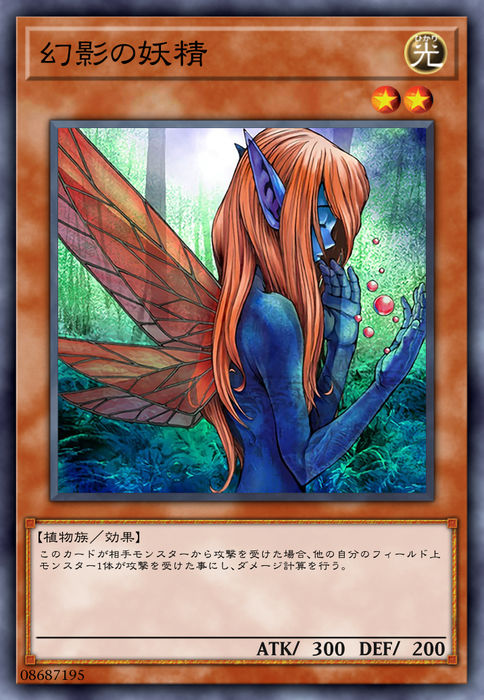 幻影の妖精
ひかり
光
【植物族／効果】
このカードが相手モンスターから攻撃を受けた場合、他の自分のフィールド上
モンスター1体が攻撃を受けた事にし、ダメージ計算を行う。
ATK/ 300 DEF/ 200
08687195